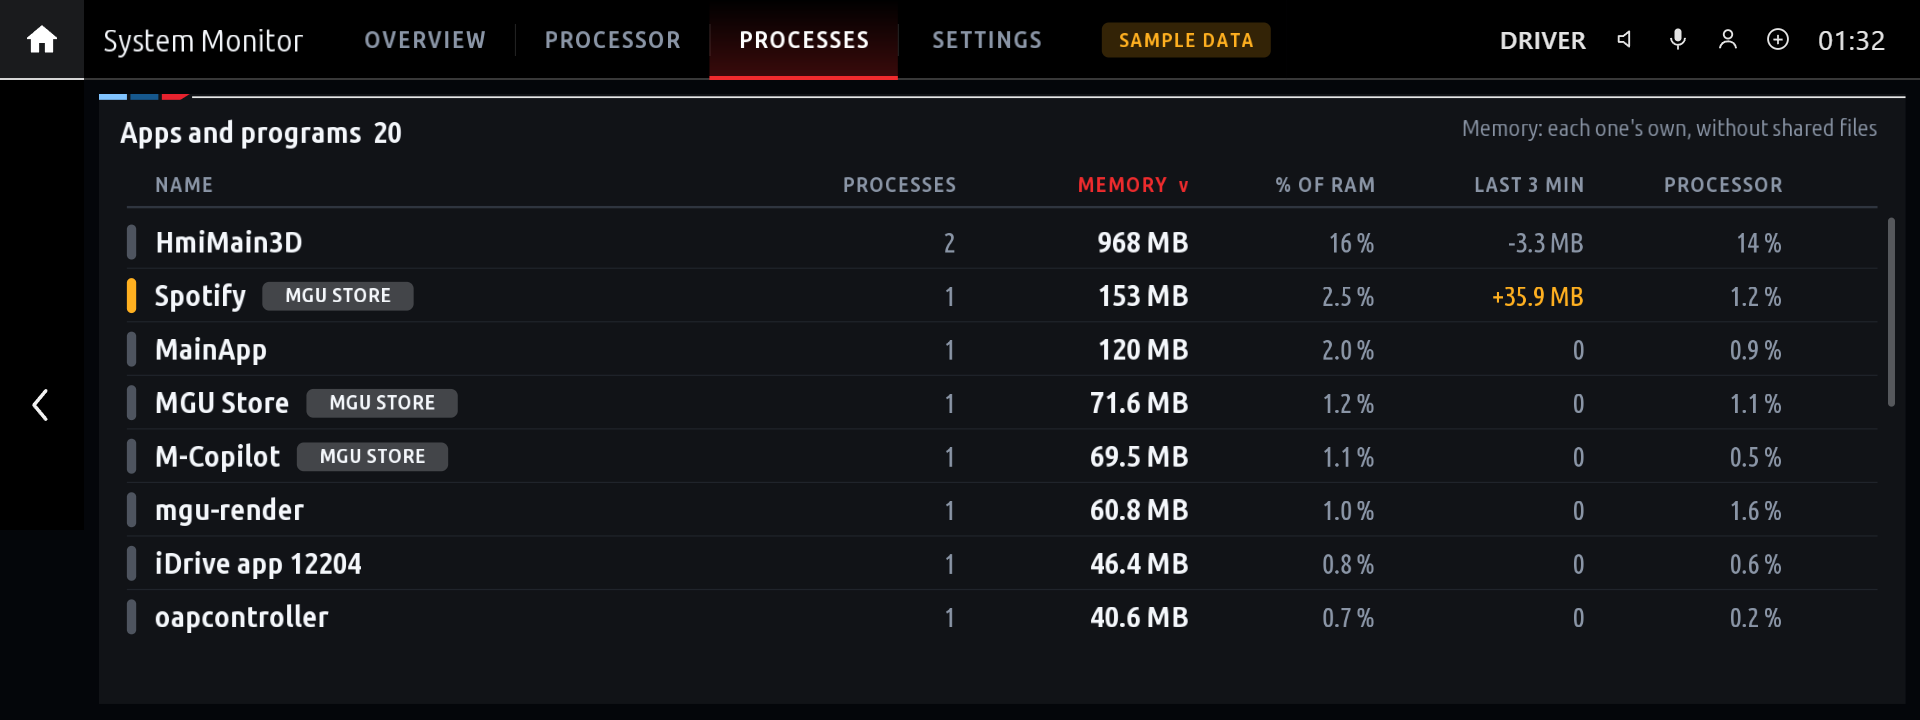 System Monitor OVERVIEW PROCESSOR PROCESSES SETTINGS SAMPLE DATA DRIVER 01:32
Apps and programs 20 Memory: each one's own, without shared files
NAME PROCESSES MEMORY v % OF RAM LAST 3 MIN PROCESSOR
HmiMain3D 2 968 MB 16 % -3.3 MB 14 %
Spotify MGU STORE 1 153 MB 2.5 % +35.9 MB 1.2 %
MainApp 1 120 MB 2.0 % 0 0.9 %
MGU Store MGU STORE 1 71.6 MB 1.2 % 0 1.1 %
M-Copilot MGU STORE 1 69.5 MB 1.1 % 0 0.5 %
mgu-render 1 60.8 MB 1.0 % 0 1.6 %
iDrive app 12204 1 46.4 MB 0.8 % 0 0.6 %
oapcontroller 1 40.6 MB 0.7 % 0 0.2 %